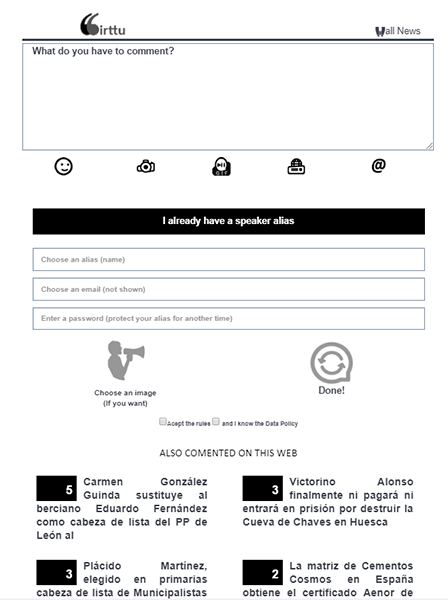 Birttu
Wall News
What do you have to comment?
GIF
@
I already have a speaker alias
Choose an alias (name)
Choose an email (not shown)
Enter a password (protect your alias for another time)
Choose an image
(If you want)
Done!
Acept the rules and I know the Data Policy
ALSO COMENTED ON THIS WEB
5 Carmen González
Guinda sustituye al
berciano Eduardo Fernández
como cabeza de lista del PP de
León al
3 Victorino Alonso
finalmente ni pagará ni
entrará en prisión por destruir la
Cueva de Chaves en Huesca
3 Plácido Martínez,
elegido en primarias
cabeza de lista de Municipalistas
2 La matriz de Cementos
Cosmos en España
obtiene el certificado Aenor de